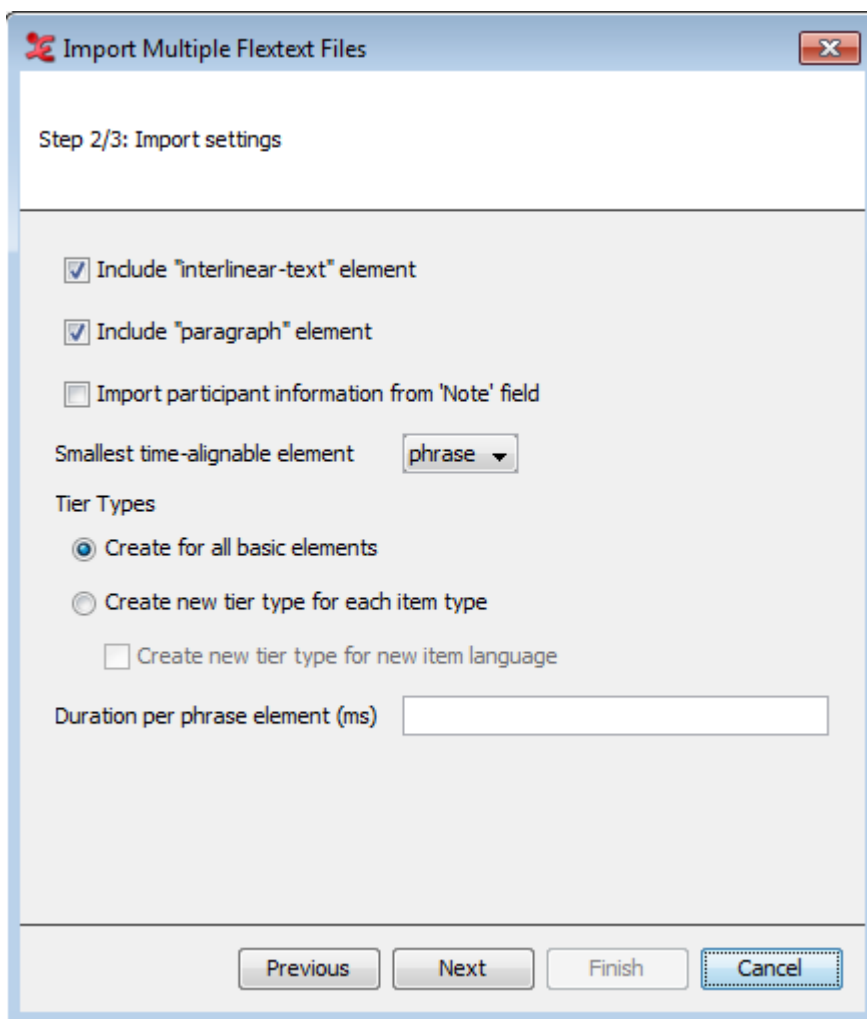 Import Multiple Flextext Files
Step 2/3: Import settings
Include "interlinear-text" element
Include "paragraph" element
Import participant information from 'Note' field
Smallest time-alignable element phrase
Tier Types
Create for all basic elements
Create new tier type for each item type
Create new tier type for new item language
Duration per phrase element (ms)
Previous Next Finish Cancel